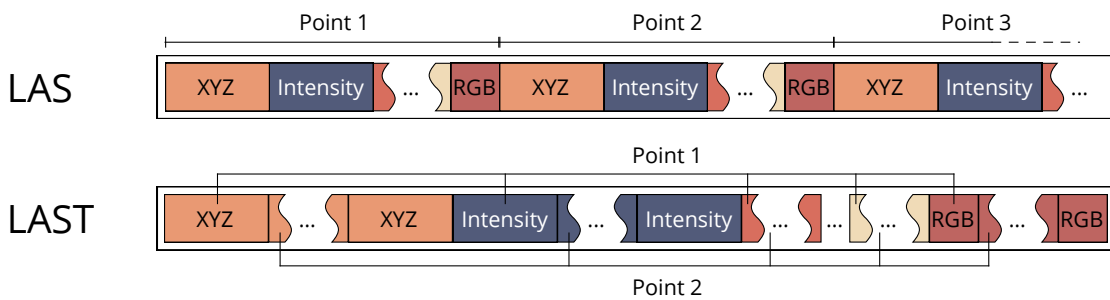 Point 1 Point 2 Point 3
LAS XYZ Intensity ... RGB XYZ Intensity ... RGB XYZ Intensity ...
Point 1
LAST XYZ ... XYZ Intensity ... Intensity ... ... ... RGB ... RGB
Point 2